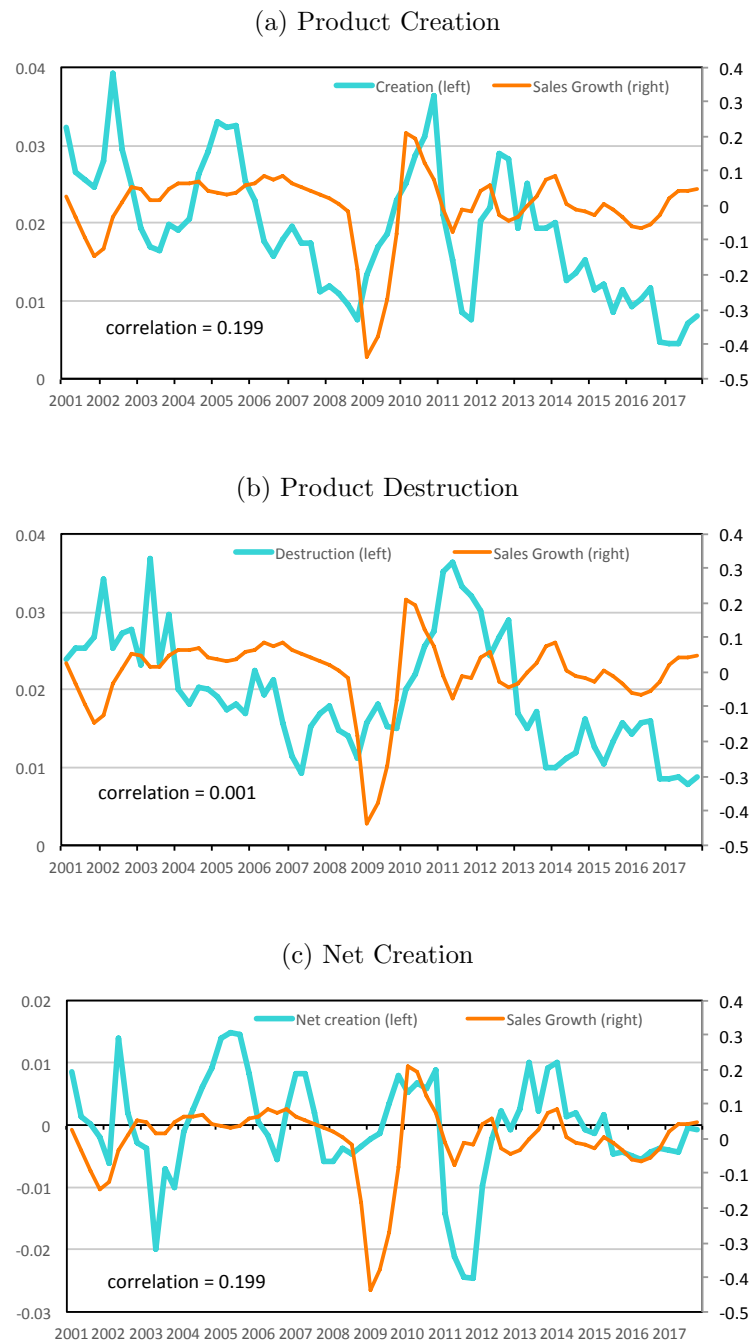 (a) Product Creation
0.04 0.4
Creation (left) Sales Growth (right)
0.3
0.03 0.2
0.1
0.02 0
-0.1
-0.2
0.01
correlation = 0.199 -0.3
-0.4
0 -0.5
2001 2002 2003 2004 2005 2006 2007 2008 2009 2010 2011 2012 2013 2014 2015 2016 2017
(b) Product Destruction
0.04 0.4
Destruction (left) Sales Growth (right)
0.3
0.03 0.2
0.1
0.02 0
-0.1
-0.2
0.01
-0.3
correlation = 0.001
-0.4
0 -0.5
2001 2002 2003 2004 2005 2006 2007 2008 2009 2010 2011 2012 2013 2014 2015 2016 2017
(c) Net Creation
0.02 0.4
Net creation (left) Sales Growth (right)
0.3
0.01 0.2
0.1
0 0
-0.1
-0.01
-0.2
-0.02 -0.3
correlation = 0.199 -0.4
-0.03 -0.5
2001 2002 2003 2004 2005 2006 2007 2008 2009 2010 2011 2012 2013 2014 2015 2016 2017